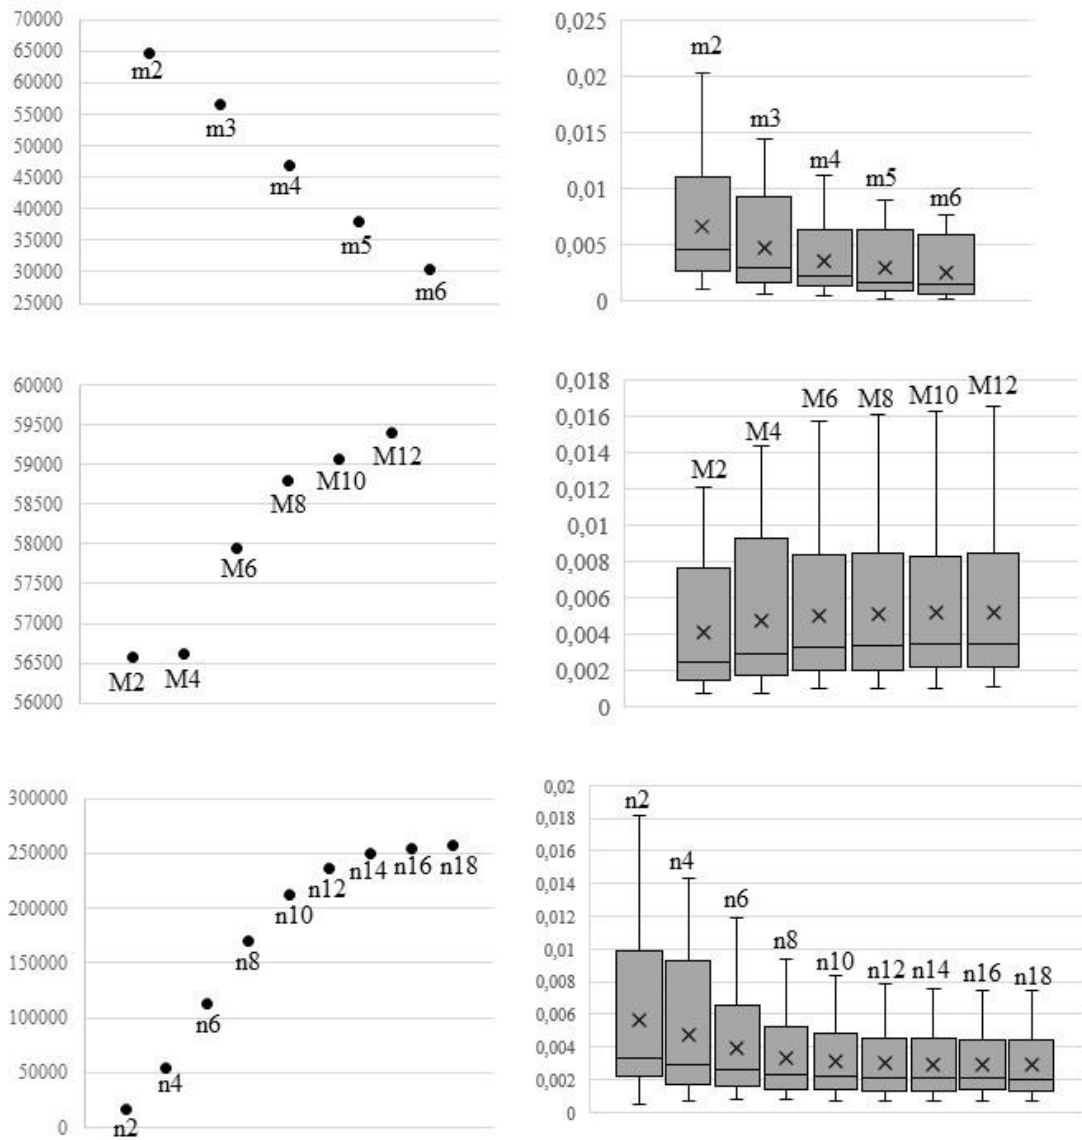 70000
65000
60000
55000
50000
45000
40000
35000
30000
25000
m2
m3
m4
m5
m6
0,025
0,02
0,015
0,01
0,005
0
m2
m3
m4
m5
m6
60000
59500
59000
58500
58000
57500
57000
56500
56000
M2
M4
M6
M8
M10
M12
0,018
0,016
0,014
0,012
0,01
0,008
0,006
0,004
0,002
0
M2
M4
M6
M8
M10
M12
300000
250000
200000
150000
100000
50000
0
n2
n4
n6
n8
n10
n12
n14
n16
n18
0,02
0,018
0,016
0,014
0,012
0,01
0,008
0,006
0,004
0,002
0
n2
n4
n6
n8
n10
n12
n14
n16
n18